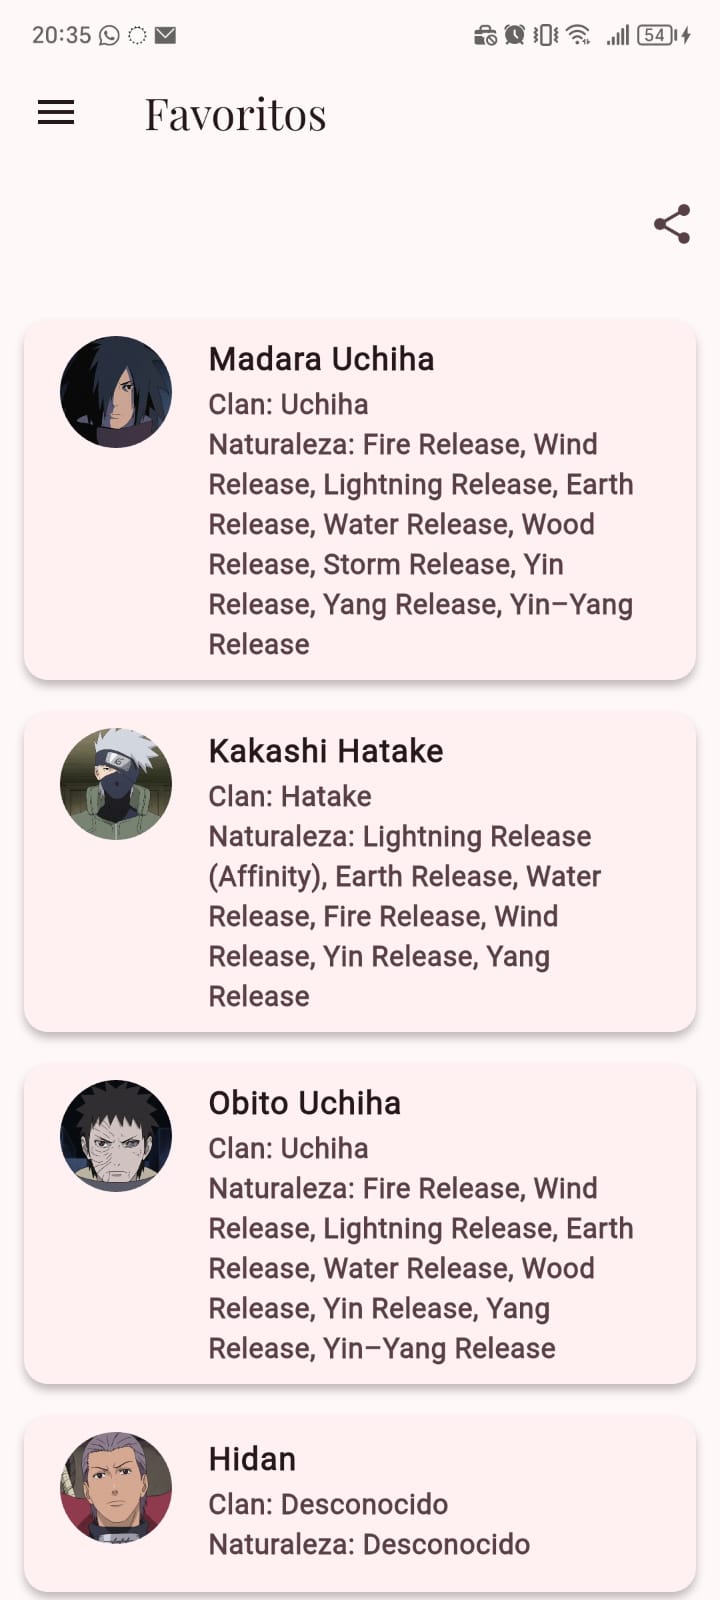 20:35
54
Favoritos
Madara Uchiha
Clan: Uchiha
Naturaleza: Fire Release, Wind
Release, Lightning Release, Earth
Release, Water Release, Wood
Release, Storm Release, Yin
Release, Yang Release, Yin–Yang
Release
Kakashi Hatake
Clan: Hatake
Naturaleza: Lightning Release
(Affinity), Earth Release, Water
Release, Fire Release, Wind
Release, Yin Release, Yang
Release
Obito Uchiha
Clan: Uchiha
Naturaleza: Fire Release, Wind
Release, Lightning Release, Earth
Release, Water Release, Wood
Release, Yin Release, Yang
Release, Yin–Yang Release
Hidan
Clan: Desconocido
Naturaleza: Desconocido